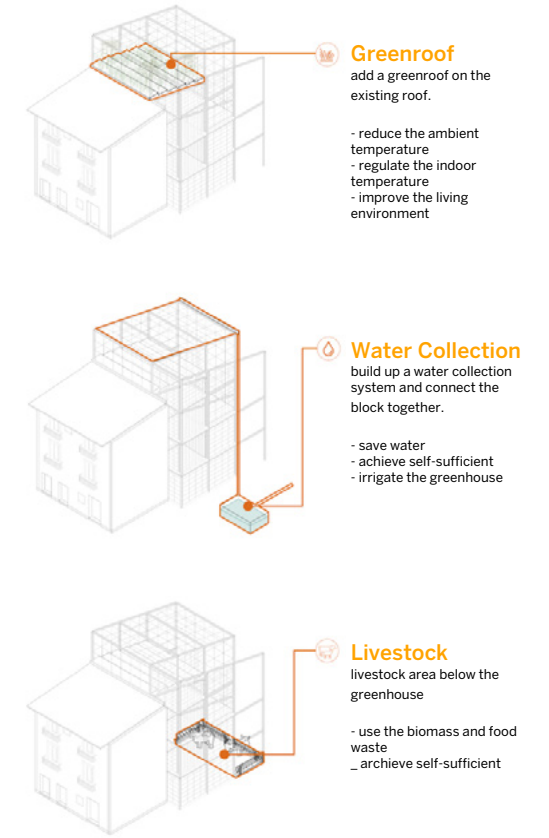 Greenroof
add a greenroof on the
existing roof.
- reduce the ambient
temperature
- regulate the indoor
temperature
- improve the living
environment
Water Collection
build up a water collection
system and connect the
block together.
- save water
- achieve self-sufficient
- irrigate the greenhouse
Livestock
livestock area below the
greenhouse
- use the biomass and food
waste
_ archieve self-sufficient